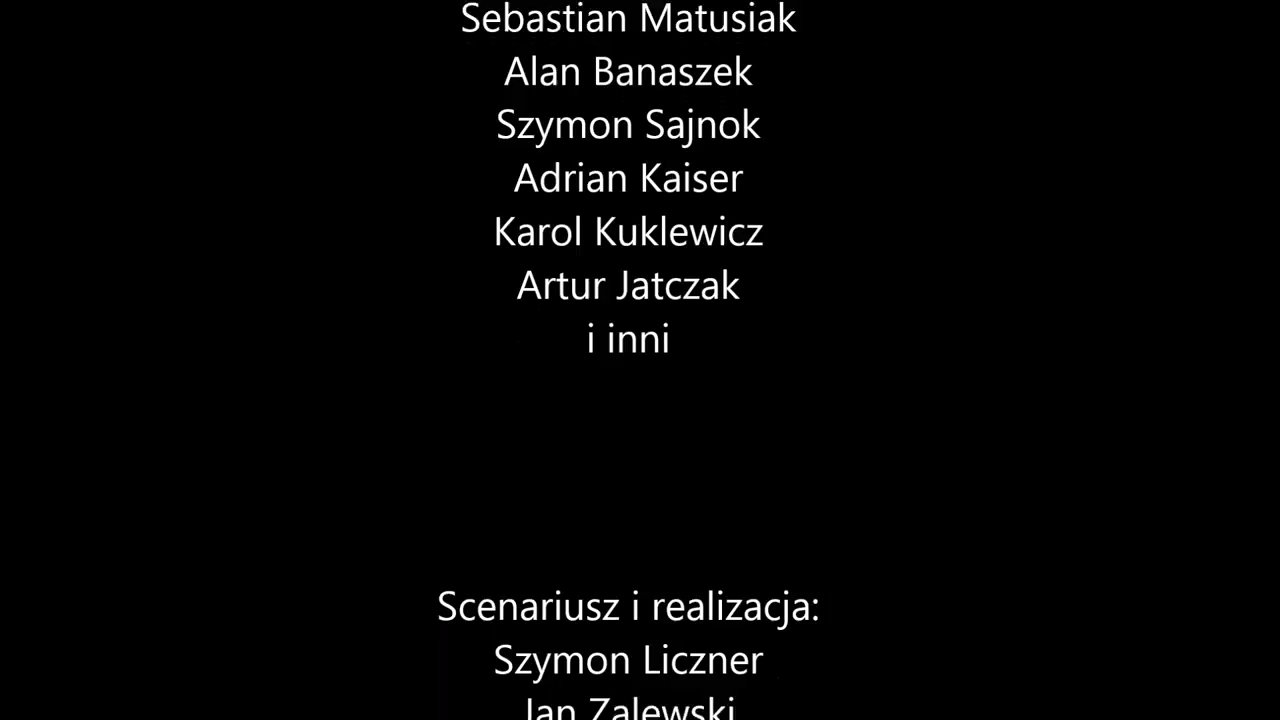 Sebastian Matusiak
Alan Banaszek
Szymon Sajnok
Adrian Kaiser
Karol Kuklewicz
Artur Jatczak
i inni
Scenariusz i realizacja:
Szymon Liczner
Jan Zalewski